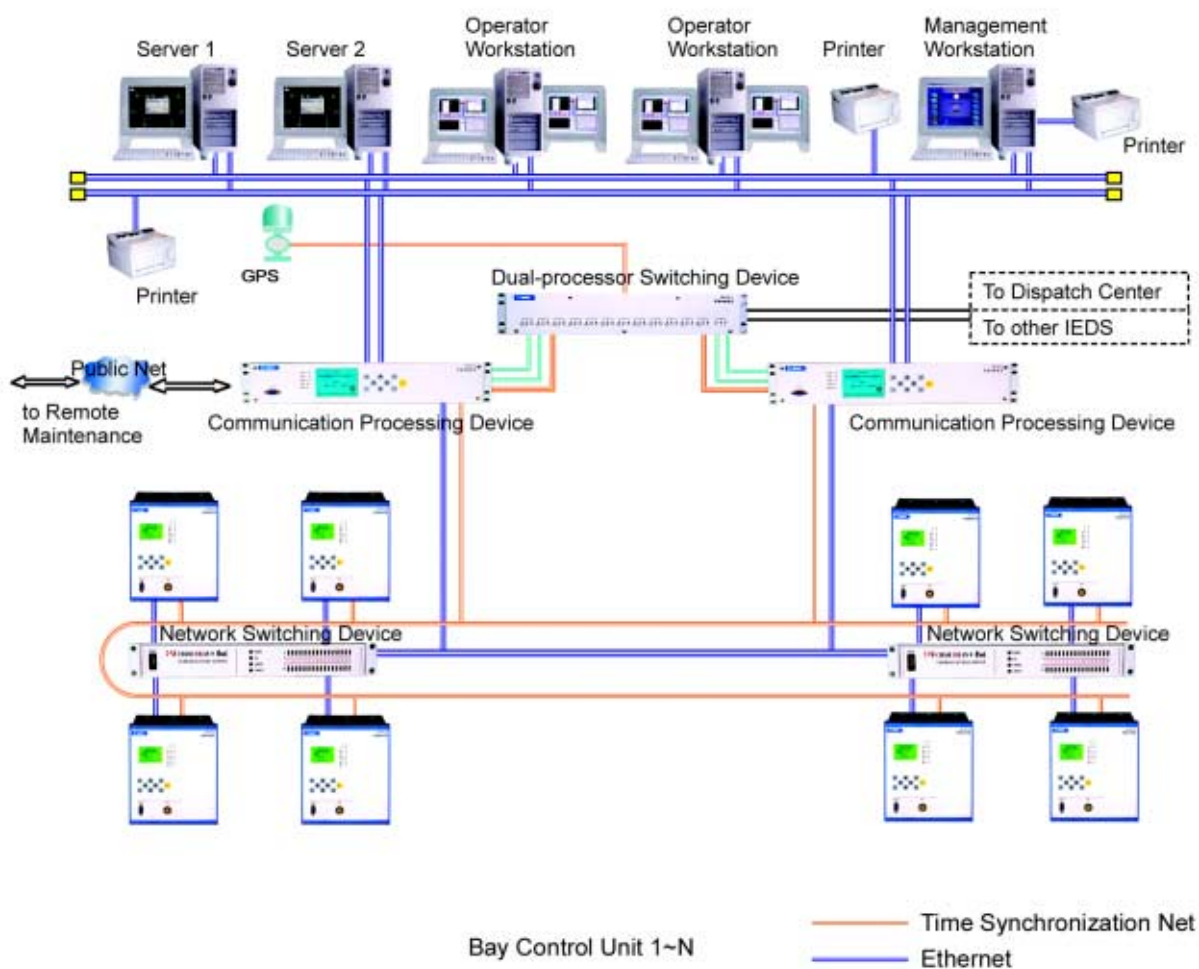 Server 1
Server 2
Operator
Workstation
Operator
Workstation
Printer
Management
Workstation
Printer
Printer
GPS
Dual-processor Switching Device
To Dispatch Center
To other IEDS
Public Net
to Remote
Maintenance
Communication Processing Device
Communication Processing Device
Network Switching Device
Network Switching Device
Bay Control Unit 1~N
Time Synchronization Net
Ethernet